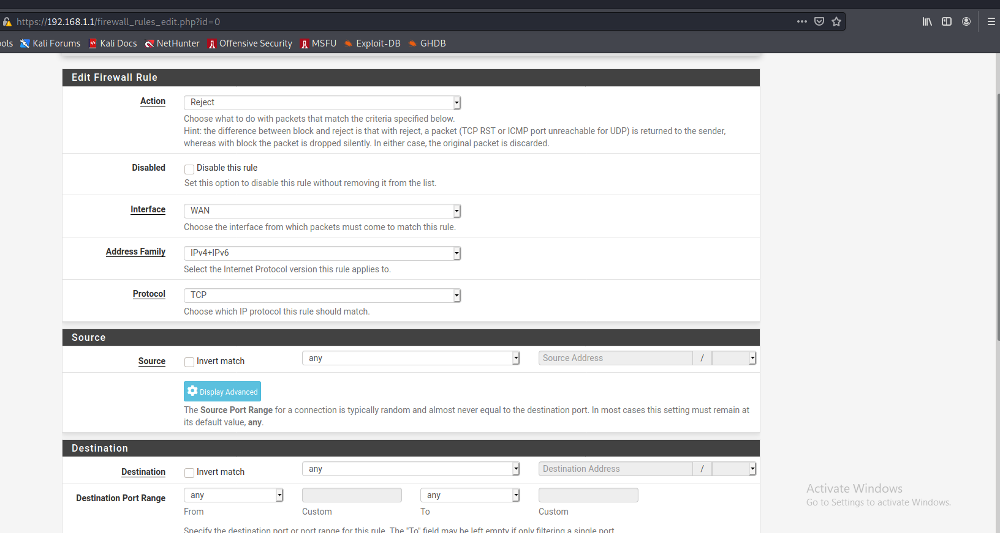 https://192.168.1.1/firewall_rules_edit.php?id=0
ools Kali Forums Kali Docs NetHunter Offensive Security MSFU Exploit-DB GHDB
Edit Firewall Rule
Action Reject
Choose what to do with packets that match the criteria specified below.
Hint: the difference between block and reject is that with reject, a packet (TCP RST or ICMP port unreachable for UDP) is returned to the sender,
whereas with block the packet is dropped silently. In either case, the original packet is discarded.
Disabled Disable this rule
Set this option to disable this rule without removing it from the list.
Interface WAN
Choose the interface from which packets must come to match this rule.
Address Family IPv4+IPv6
Select the Internet Protocol version this rule applies to.
Protocol TCP
Choose which IP protocol this rule should match.
Source
Source Invert match any Source Address /
Display Advanced
The Source Port Range for a connection is typically random and almost never equal to the destination port. In most cases this setting must remain at
its default value, any.
Destination
Destination Invert match any Destination Address /
Destination Port Range any any
From Custom To Custom
Specify the destination port or port range for this rule. The "To" field may be left empty if only filtering a single port.
Activate Windows
Go to Settings to activate Windows.